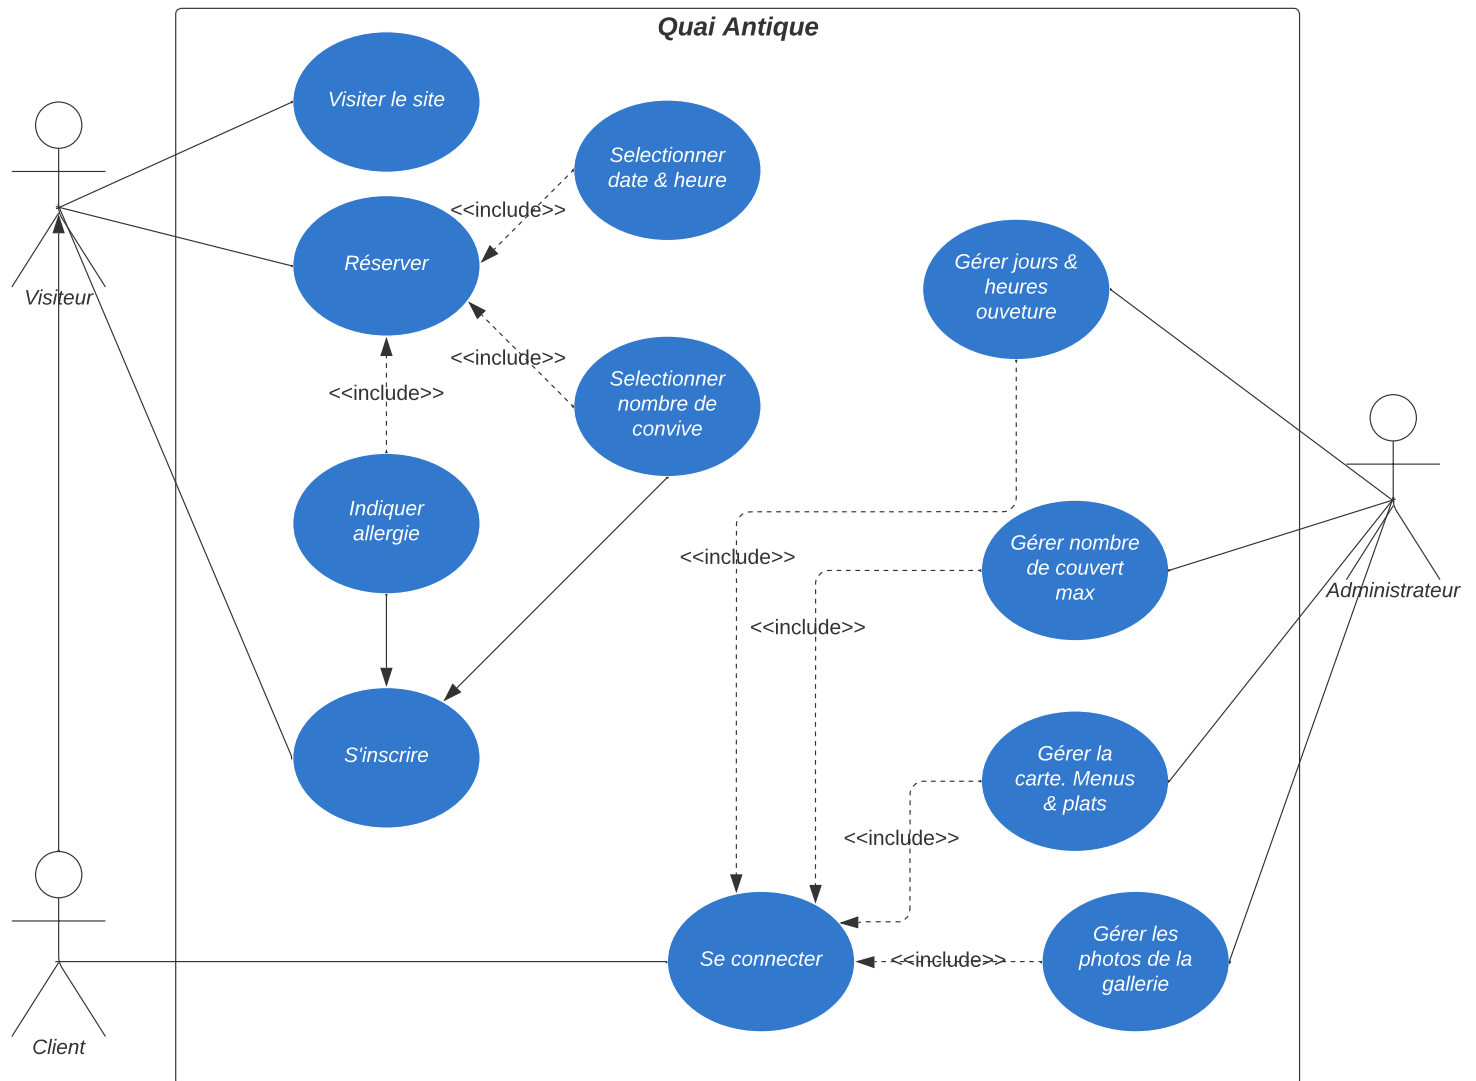 Quai Antique
Visiter le site
Selectionner
date & heure
<<include>>
Réserver
Visiteur
Gérer jours &
heures
ouveture
<<include>>
<<include>>
Selectionner
nombre de
convive
Indiquer
allergie
Gérer nombre
de couvert
max
<<include>>
Administrateur
<<include>>
S'inscrire
Gérer la
carte. Menus
& plats
<<include>>
Se connecter
<<include>>
Gérer les
photos de la
gallerie
Client